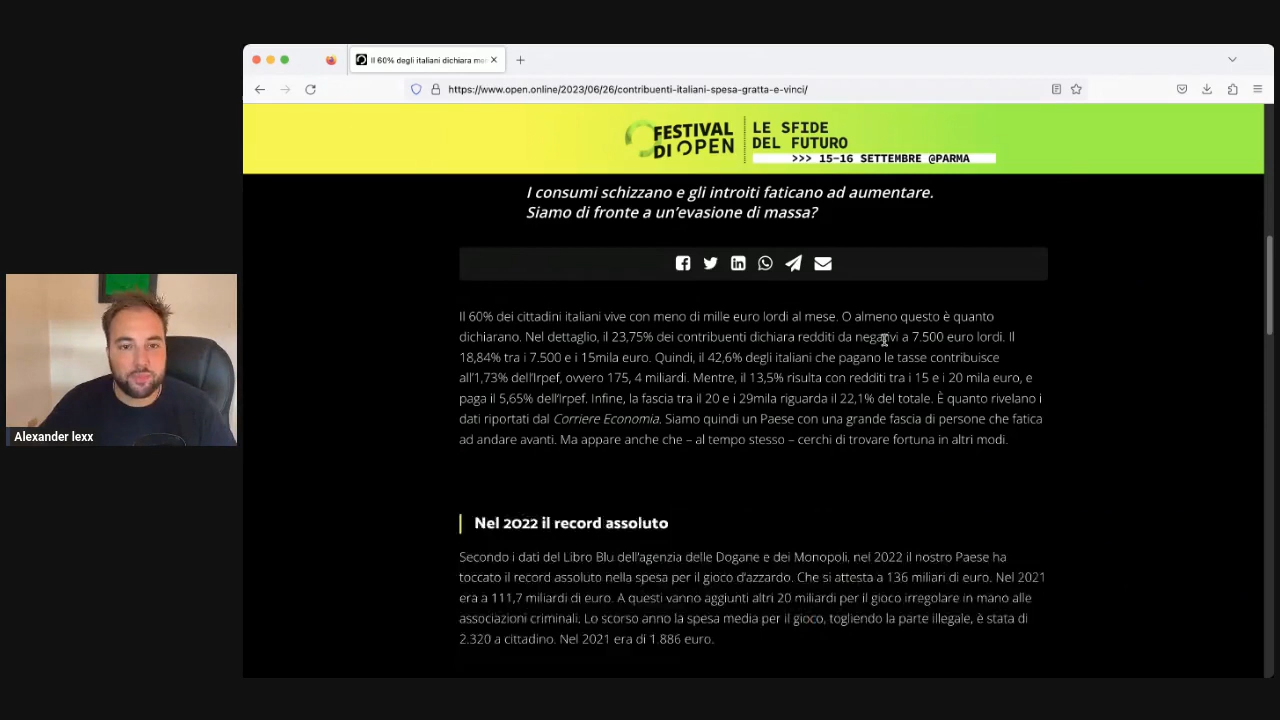 Il 60% degli italiani dichiara me
https://www.open.online/2023/06/26/contribuenti-italiani-spesa-gratta-e-vinci/
FESTIVAL
DI OPEN
LE SFIDE
DEL FUTURO
>>> 15-16 SETTEMBRE @PARMA
I consumi schizzano e gli introiti faticano ad aumentare.
Siamo di fronte a un'evasione di massa?
Il 60% dei cittadini italiani vive con meno di mille euro lordi al mese. O almeno questo è quanto
dichiarano. Nel dettaglio, il 23,75% dei contribuenti dichiara redditi da negativi a 7.500 euro lordi. Il
18,84% tra i 7.500 e i 15mila euro. Quindi, il 42,6% degli italiani che pagano le tasse contribuisce
all'1,73% dell'Irpef, ovvero 175, 4 miliardi. Mentre, il 13,5% risulta con redditi tra i 15 e i 20 mila euro, e
paga il 5,65% dell'Irpef. Infine, la fascia tra il 20 e i 29mila riguarda il 22,1% del totale. È quanto rivelano i
dati riportati dal Corriere Economia. Siamo quindi un Paese con una grande fascia di persone che fatica
ad andare avanti. Ma appare anche che – al tempo stesso – cerchi di trovare fortuna in altri modi.
Nel 2022 il record assoluto
Secondo i dati del Libro Blu dell'agenzia delle Dogane e dei Monopoli, nel 2022 il nostro Paese ha
toccato il record assoluto nella spesa per il gioco d'azzardo. Che si attesta a 136 miliari di euro. Nel 2021
era a 111,7 miliardi di euro. A questi vanno aggiunti altri 20 miliardi per il gioco irregolare in mano alle
associazioni criminali. Lo scorso anno la spesa media per il gioco, togliendo la parte illegale, è stata di
2.320 a cittadino. Nel 2021 era di 1.886 euro.
Alexander lexx